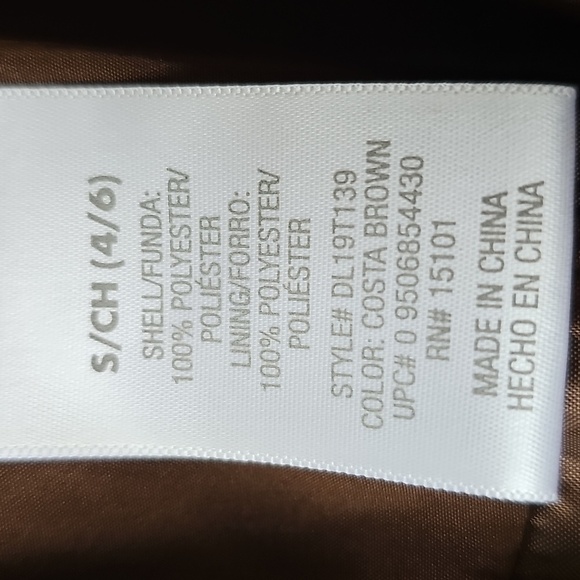 S/CH (4/6)
SHELL/FUNDA:
100% POLYESTER/
POLIÉSTER
LINING/FORRO:
100% POLYESTER/
POLIÉSTER
STYLE# DL19T139
COLOR: COSTA BROWN
UPC# 0 9506854430
RN# 15101
MADE IN CHINA
HECHO EN CHINA